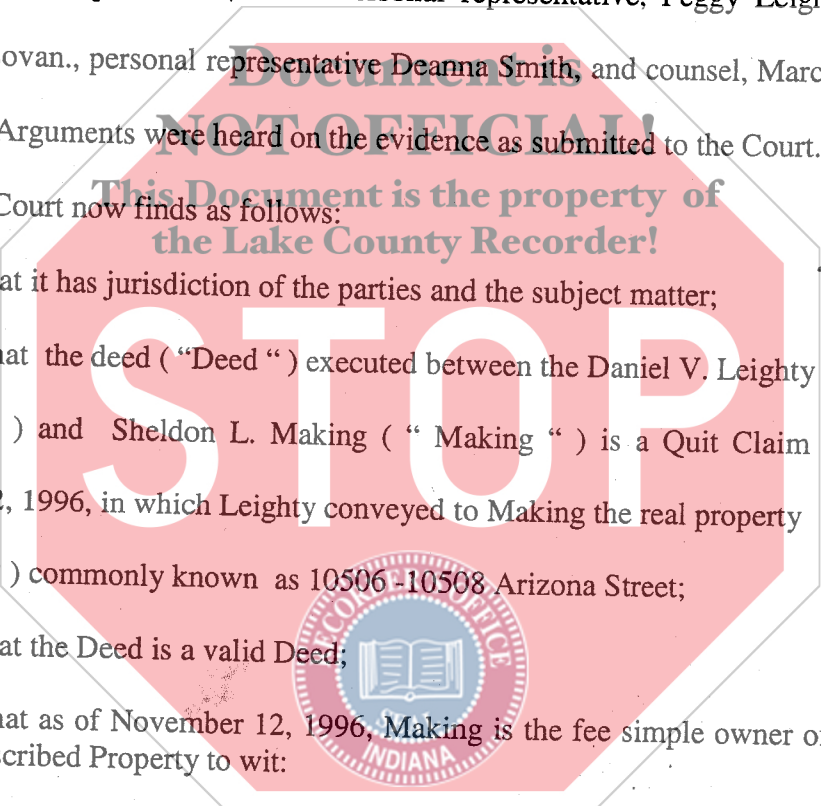 representative, Peggy Leigh
ovan., personal representative Deanna Smith, and counsel, Marc
Document is
Arguments were heard on the evidence as submitted to the Court.
NOT OFFICIAL!
This Document is the property of
Court now finds as follows:
the Lake County Recorder!
at it has jurisdiction of the parties and the subject matter;
hat the deed ( “Deed “ ) executed between the Daniel V. Leighty
STOP
) and Sheldon L. Making ( “ Making “ ) is a Quit Claim
2, 1996, in which Leighty conveyed to Making the real property
) commonly known as 10506 -10508 Arizona Street;
at the Deed is a valid Deed;
hat as of November 12, 1996, Making is the fee simple owner o
scribed Property to wit:
INDIANA